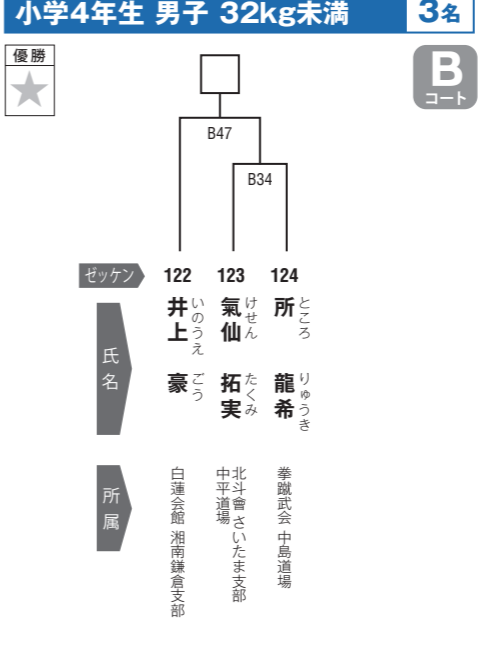 小学4年生 男子 32kg未満
3名
優勝
B
コート
B47
B34
ゼッケン
122
123
124
氏名
井上 豪
いのうえ ごう
氣仙 拓実
けせん たくみ
所 龍希
ところ りゅうき
所属
白蓮会館 湘南鎌倉支部
北斗會 さいたま支部
中平道場
拳蹴武会 中島道場